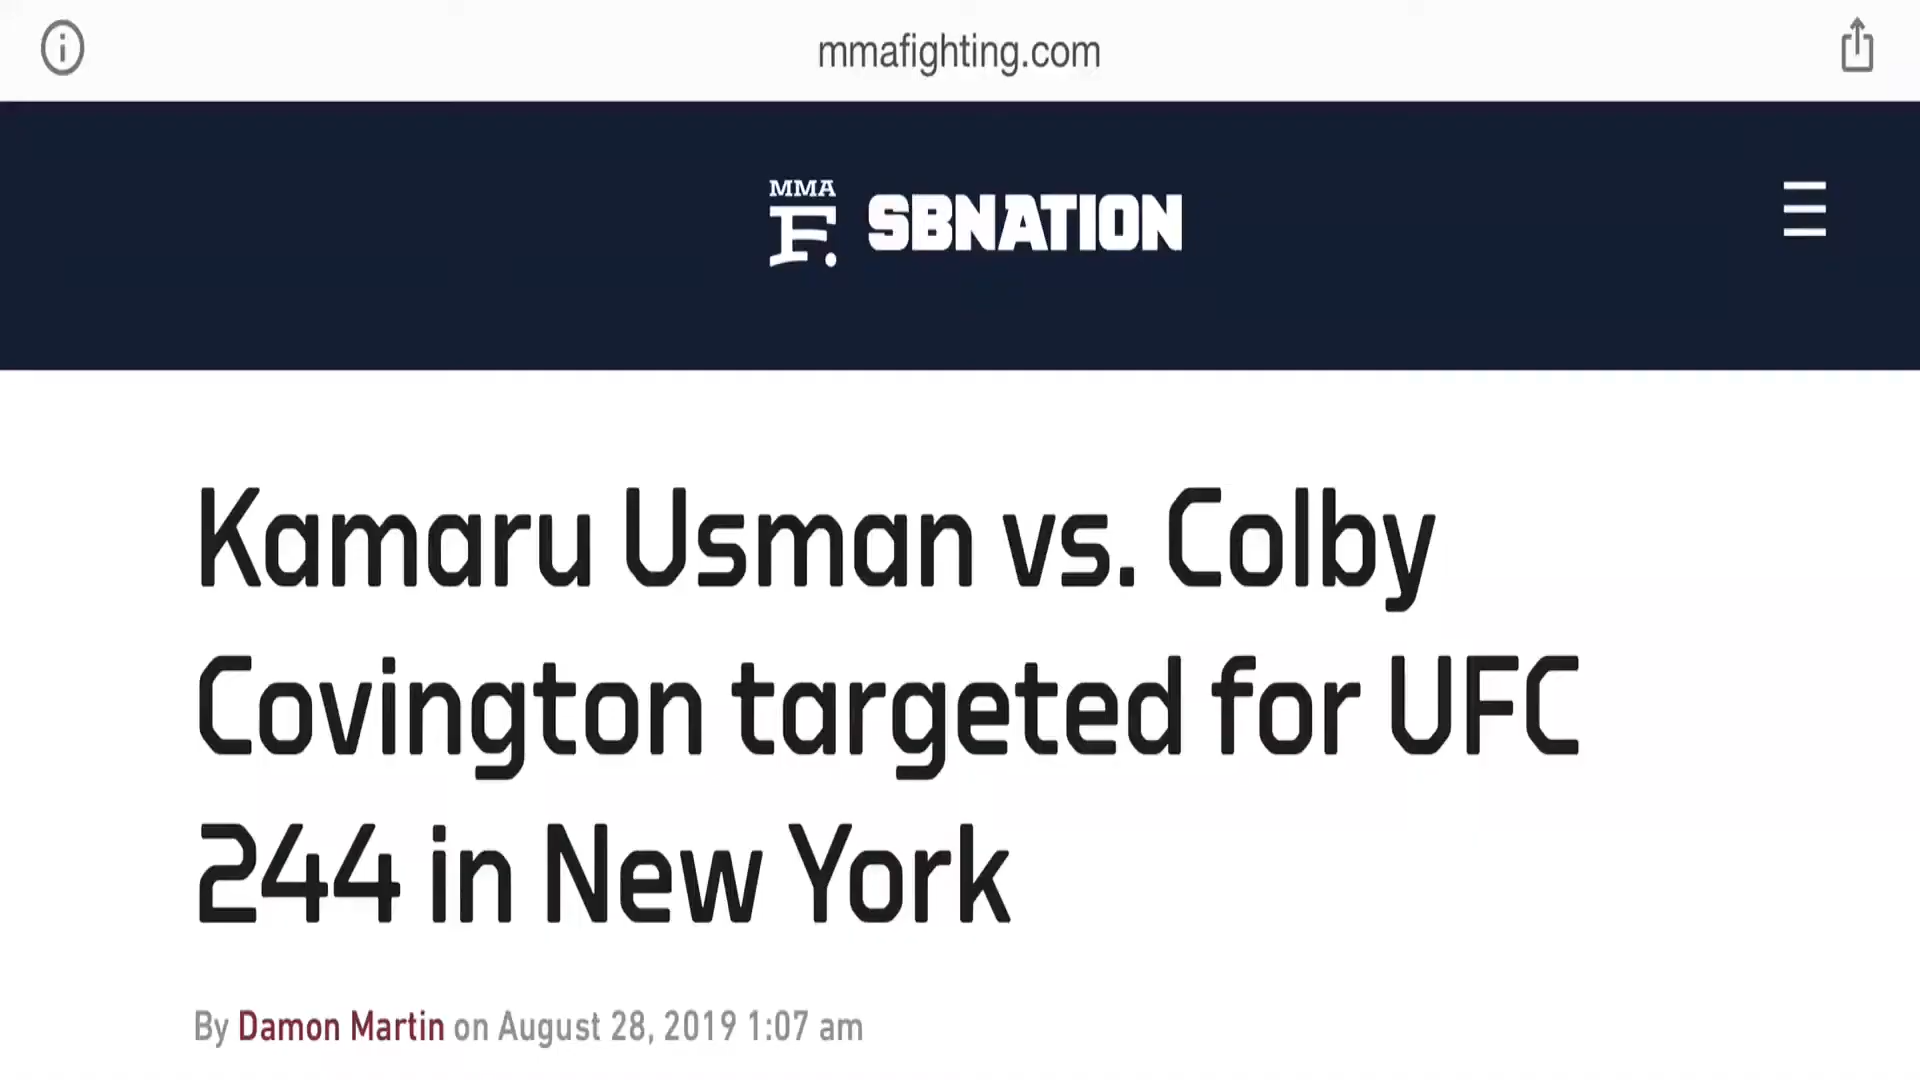 mmafighting.com
MMA
F. SBNATION
Kamaru Usman vs. Colby
Covington targeted for UFC
244 in New York
By Damon Martin on August 28, 2019 1:07 am